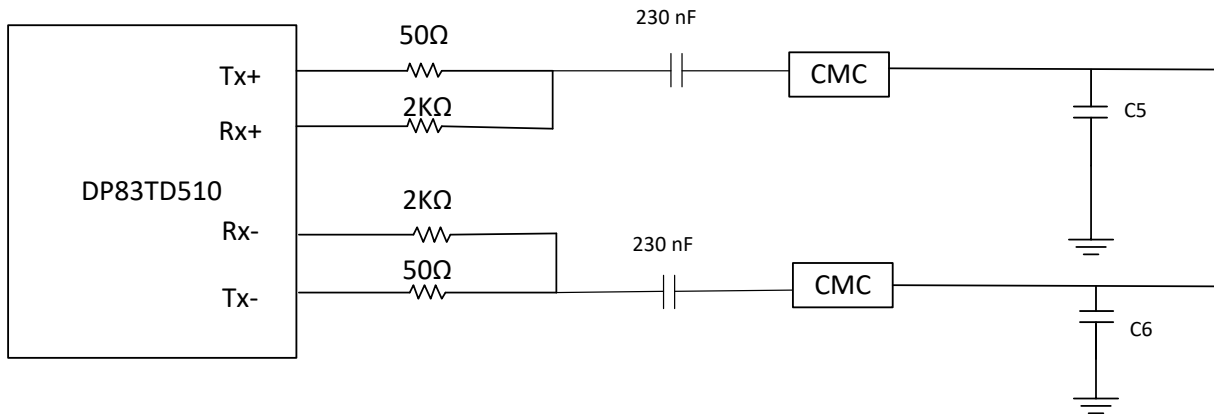 230 nF
50Ω
Tx+
CMC
2KΩ
C5
Rx+
DP83TD510
2KΩ
Rx-
230 nF
50Ω
Tx-
CMC
C6